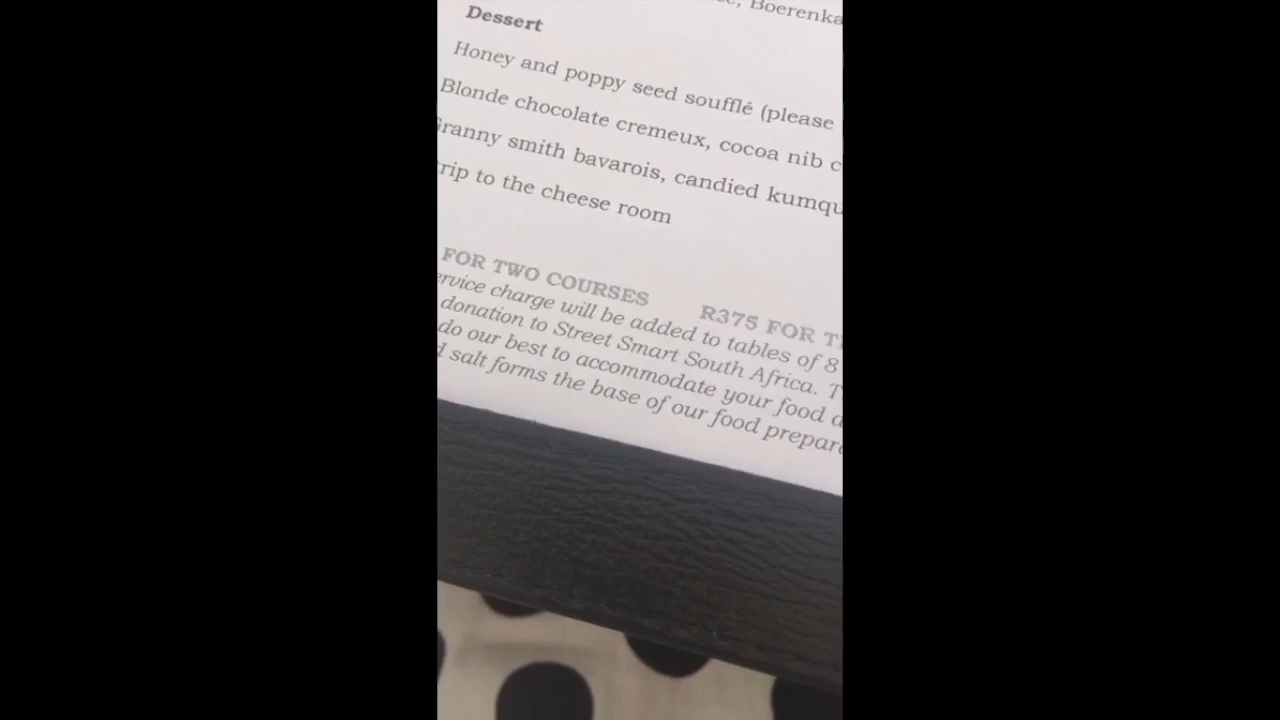 Boerenka
Dessert
Honey and poppy seed soufflé (please
Blonde chocolate cremeux, cocoa nib c
Granny smith bavarois, candied kumqu
trip to the cheese room
FOR TWO COURSES R375 FOR T
ervice charge will be added to tables of 8
donation to Street Smart South Africa. T
do our best to accommodate your food a
d salt forms the base of our food prepare